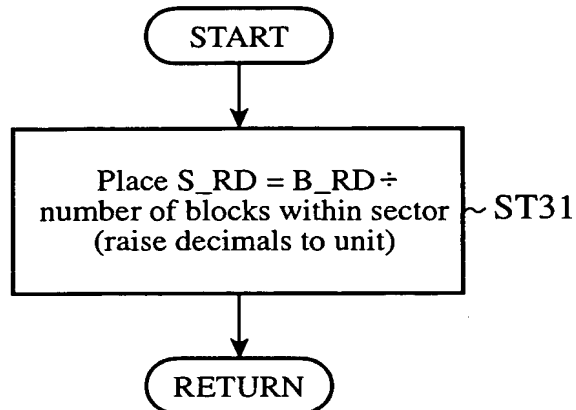 START
Place S_RD = B_RD ÷
number of blocks within sector
(raise decimals to unit)
~ ST31
RETURN